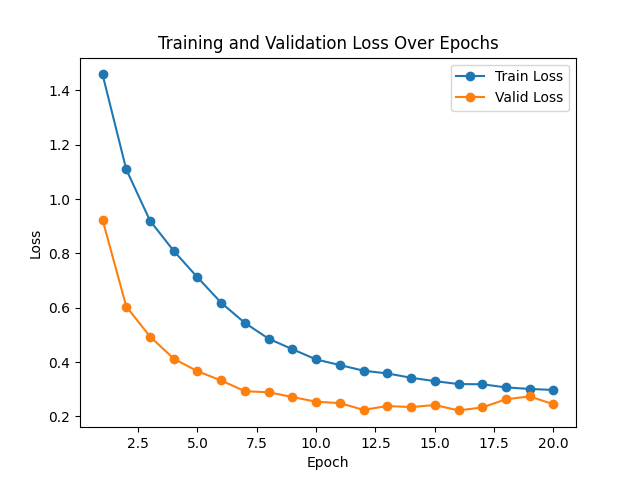 Training and Validation Loss Over Epochs
Train Loss
Valid Loss
Loss
1.4
1.2
1.0
0.8
0.6
0.4
0.2
2.5 5.0 7.5 10.0 12.5 15.0 17.5 20.0
Epoch